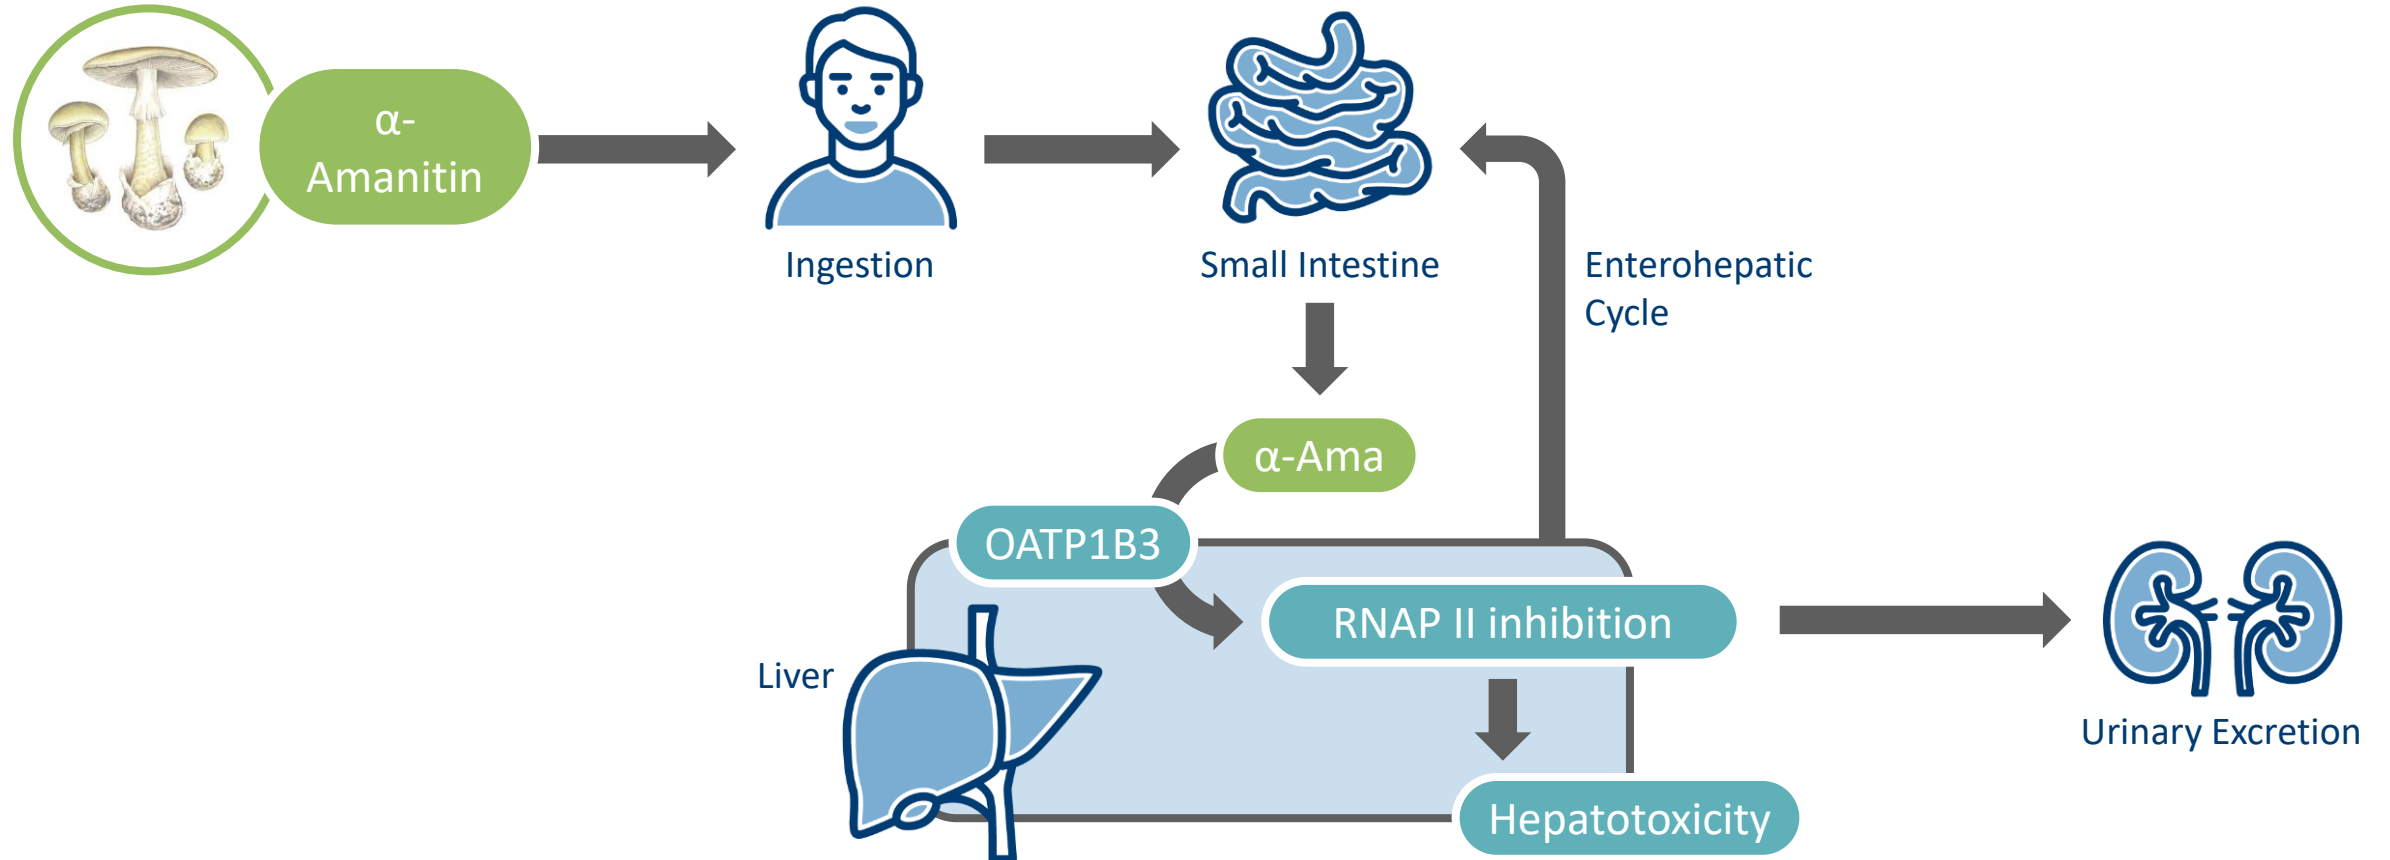 α-
Amanitin
Ingestion
Small Intestine
Enterohepatic
Cycle
α-Ama
OATP1B3
RNAP II inhibition
Liver
Urinary Excretion
Hepatotoxicity